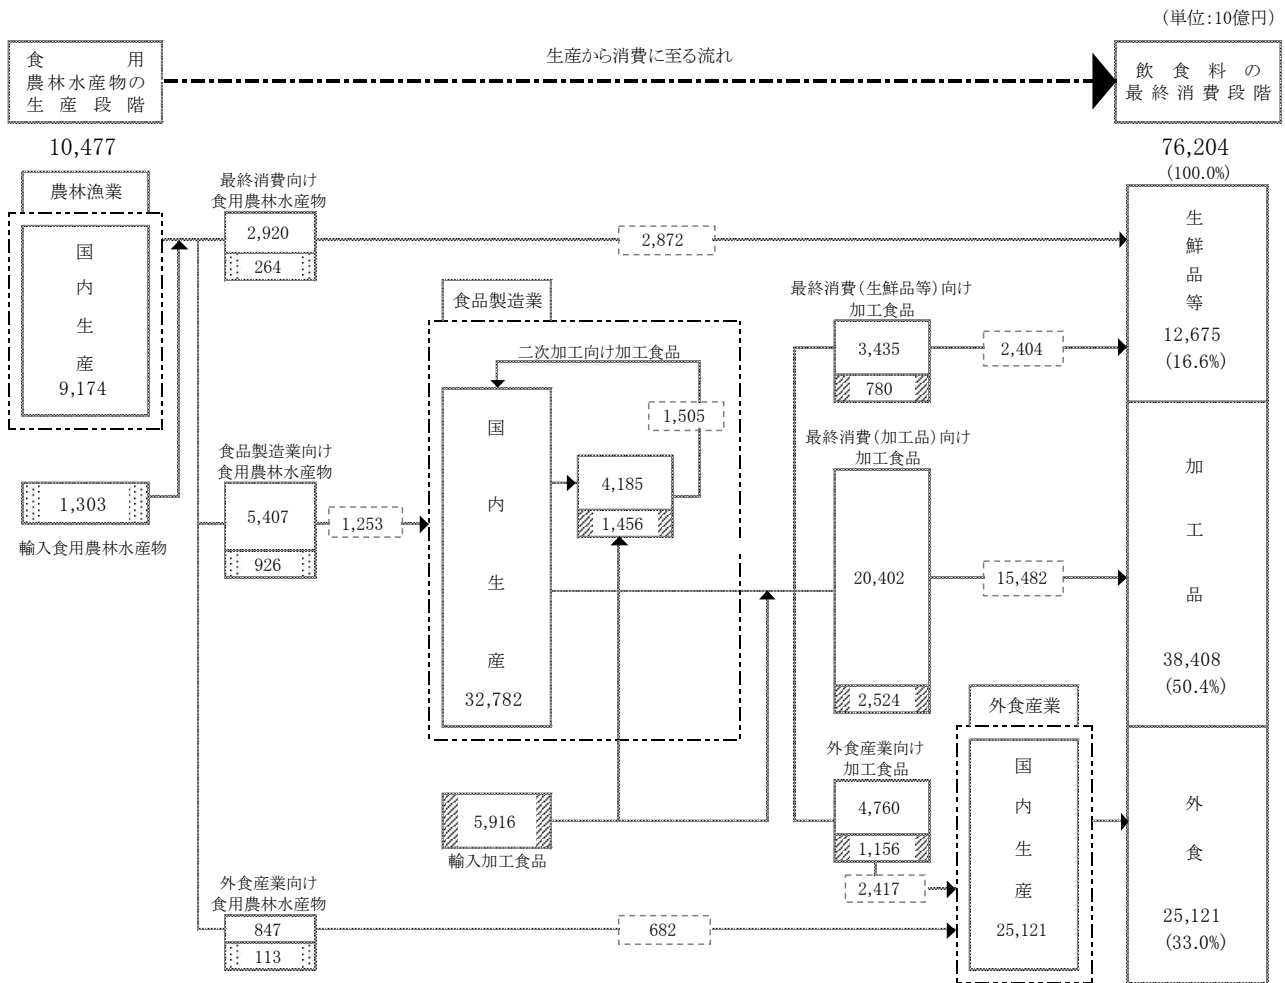 (単位:10億円)
食用
農林水産物の
生産段階
生産から消費に至る流れ
飲食料の
最終消費段階
10,477
76,204
(100.0%)
農林漁業
国内生産
9,174
最終消費向け
食用農林水産物
2,920
264
2,872
生鮮品等
12,675
(16.6%)
食品製造業
最終消費(生鮮品等)向け
加工食品
3,435
780
2,404
二次加工向け加工食品
1,505
国内生産
32,782
4,185
1,456
1,303
輸入食用農林水産物
食品製造業向け
食用農林水産物
5,407
926
1,253
最終消費(加工品)向け
加工食品
20,402
2,524
15,482
加工品
38,408
(50.4%)
5,916
輸入加工食品
外食産業向け
加工食品
4,760
1,156
2,417
外食産業
国内生産
25,121
外食
25,121
(33.0%)
外食産業向け
食用農林水産物
847
113
682